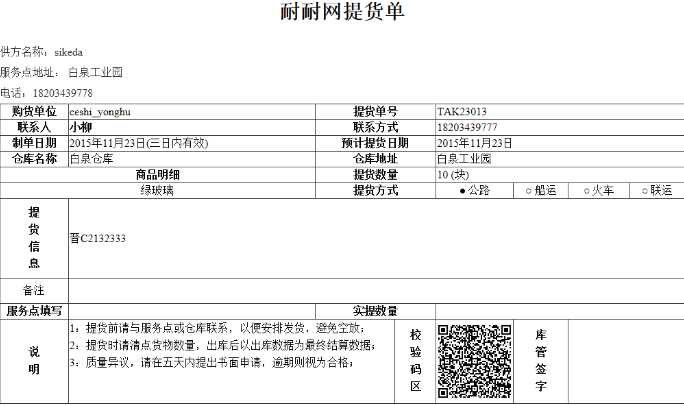 耐耐网提货单
供方名称：sikeda
服务点地址： 白泉工业园
电话：18203439778
购货单位 ceshi_yonghu 提货单号 TAK23013
联系人 小柳 联系方式 18203439777
制单日期 2015年11月23日(三日内有效) 预计提货日期 2015年11月23日
仓库名称 白泉仓库 仓库地址 白泉工业园
商品明细 提货数量 10 (块)
绿玻璃 提货方式 ● 公路 ○ 船运 ○ 火车 ○ 联运
提货信息 晋C2132333
备注
服务点填写 实提数量
说明
1：提货前请与服务点或仓库联系，以便安排发货，避免空放；
2：提货时请清点货物数量，出库后以出库数据为最终结算数据；
3：质量异议，请在五天内提出书面申请，逾期则视为合格；
校验码区
库管签字